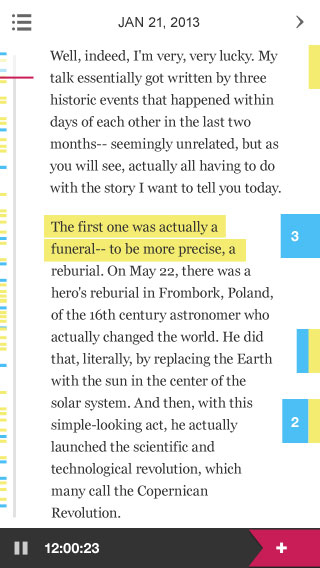 JAN 21, 2013
Well, indeed, I'm very, very lucky. My
talk essentially got written by three
historic events that happened within
days of each other in the last two
months-- seemingly unrelated, but as
you will see, actually all having to do
with the story I want to tell you today.
The first one was actually a
funeral-- to be more precise, a
3
reburial. On May 22, there was a
hero's reburial in Frombork, Poland,
of the 16th century astronomer who
actually changed the world. He did
that, literally, by replacing the Earth
with the sun in the center of the
solar system. And then, with this
simple-looking act, he actually
2
launched the scientific and
technological revolution, which
many call the Copernican
Revolution.
12:00:23
+